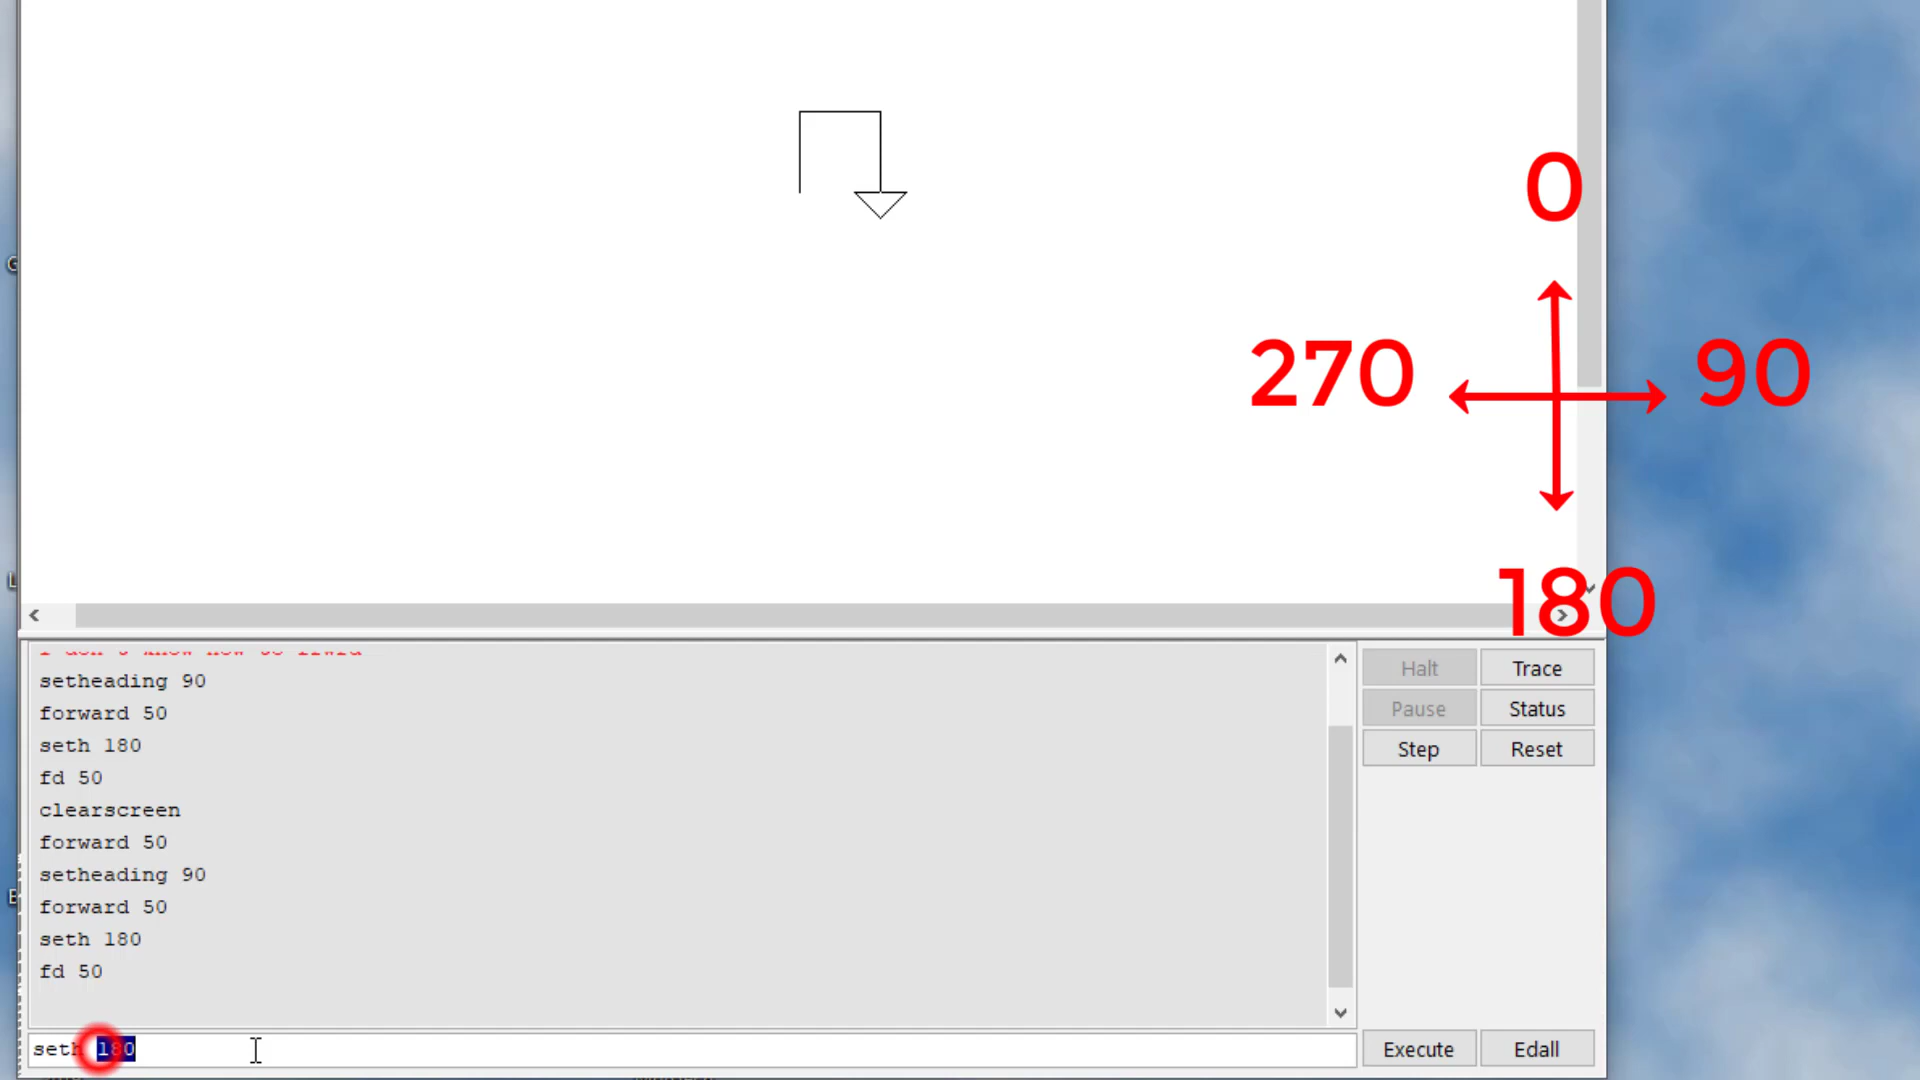 0
270
90
180
setheading 90
forward 50
seth 180
fd 50
clearscreen
forward 50
setheading 90
forward 50
seth 180
fd 50
seth 180
Halt
Trace
Pause
Status
Step
Reset
Execute
Edall